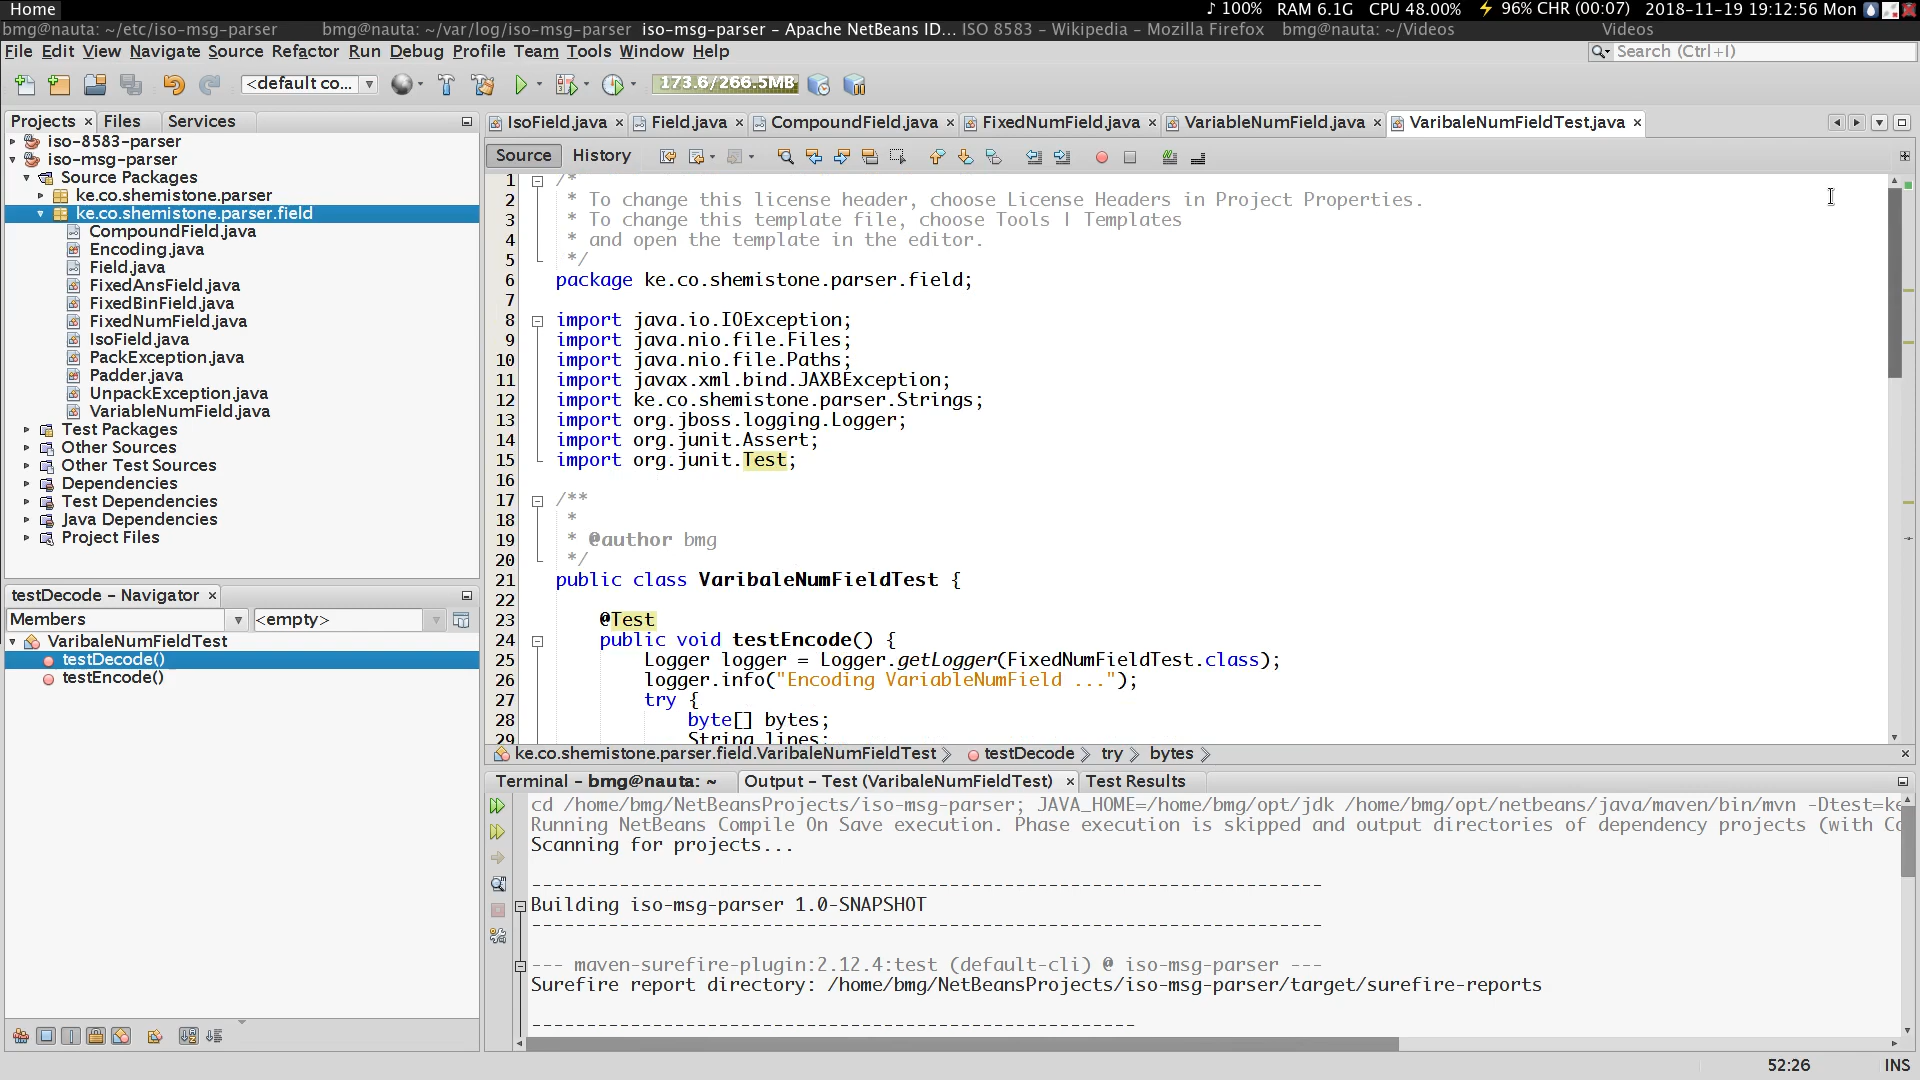 Home
♪ 100% RAM 6.1G CPU 48.00% ⚡ 96% CHR (00:07) 2018-11-19 19:12:56 Mon
bmg@nauta: ~/etc/iso-msg-parser bmg@nauta: ~/var/log/iso-msg-parser iso-msg-parser - Apache NetBeans ID... ISO 8583 - Wikipedia - Mozilla Firefox bmg@nauta: ~/Videos Videos
File Edit View Navigate Source Refactor Run Debug Profile Team Tools Window Help
Search (Ctrl+I)
<default co... 173.6/266.5MB
Projects × Files Services
iso-8583-parser
iso-msg-parser
Source Packages
ke.co.shemistone.parser
ke.co.shemistone.parser.field
CompoundField.java
Encoding.java
Field.java
FixedAnsField.java
FixedBinField.java
FixedNumField.java
IsoField.java
PackException.java
Padder.java
UnpackException.java
VariableNumField.java
Test Packages
Other Sources
Other Test Sources
Dependencies
Test Dependencies
Java Dependencies
Project Files
testDecode - Navigator ×
Members <empty>
VaribaleNumFieldTest
testDecode()
testEncode()
IsoField.java × Field.java × CompoundField.java × FixedNumField.java × VariableNumField.java × VaribaleNumFieldTest.java ×
Source History
1 /*
2 * To change this license header, choose License Headers in Project Properties.
3 * To change this template file, choose Tools | Templates
4 * and open the template in the editor.
5 */
6 package ke.co.shemistone.parser.field;
7
8 import java.io.IOException;
9 import java.nio.file.Files;
10 import java.nio.file.Paths;
11 import javax.xml.bind.JAXBException;
12 import ke.co.shemistone.parser.Strings;
13 import org.jboss.logging.Logger;
14 import org.junit.Assert;
15 import org.junit.Test;
16
17 /**
18 *
19 * @author bmg
20 */
21 public class VaribaleNumFieldTest {
22
23 @Test
24 public void testEncode() {
25 Logger logger = Logger.getLogger(FixedNumFieldTest.class);
26 logger.info("Encoding VariableNumField ...");
27 try {
28 byte[] bytes;
29 String lines;
ke.co.shemistone.parser.field.VaribaleNumFieldTest testDecode try bytes
Terminal - bmg@nauta: ~ Output - Test (VaribaleNumFieldTest) × Test Results
cd /home/bmg/NetBeansProjects/iso-msg-parser; JAVA_HOME=/home/bmg/opt/jdk /home/bmg/opt/netbeans/java/maven/bin/mvn -Dtest=ke
Running NetBeans Compile On Save execution. Phase execution is skipped and output directories of dependency projects (with Co
Scanning for projects...
------------------------------------------------------------------------
Building iso-msg-parser 1.0-SNAPSHOT
------------------------------------------------------------------------
--- maven-surefire-plugin:2.12.4:test (default-cli) @ iso-msg-parser ---
Surefire report directory: /home/bmg/NetBeansProjects/iso-msg-parser/target/surefire-reports
-------------------------------------------------------
52:26 INS